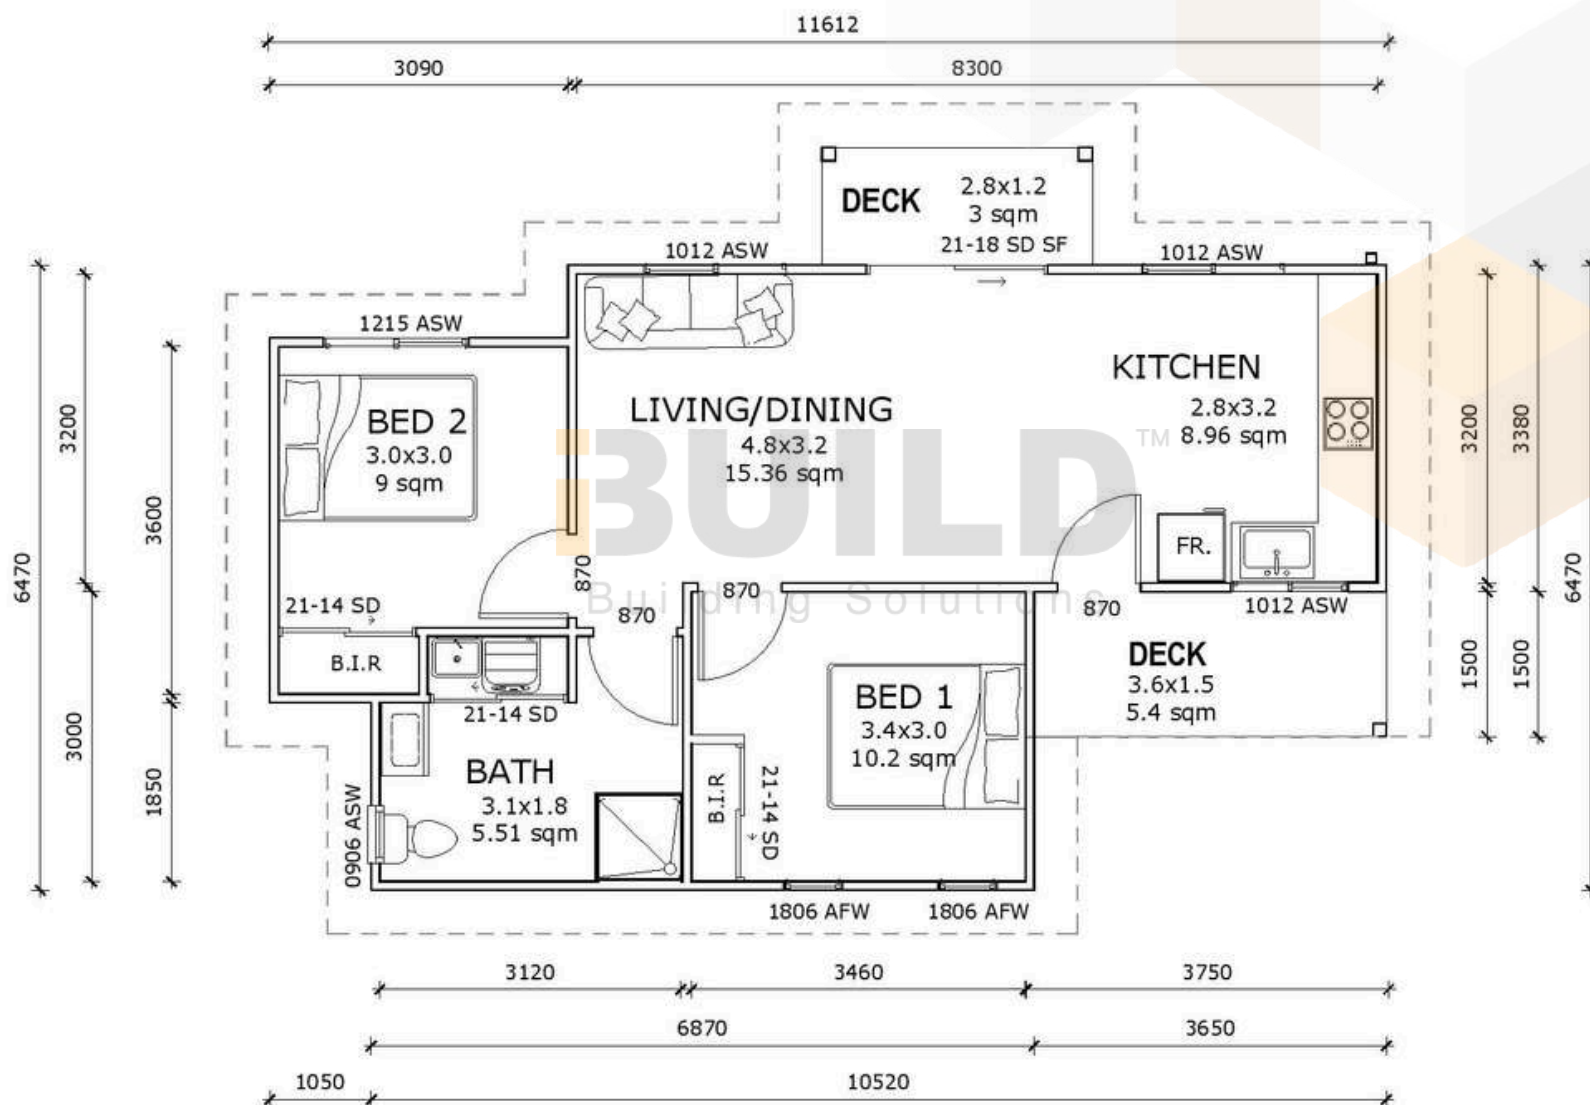 11612
3090
8300
DECK
2.8x1.2
3 sqm
21-18 SD SF
1012 ASW
1012 ASW
1215 ASW
BED 2
3.0x3.0
9 sqm
LIVING/DINING
4.8x3.2
15.36 sqm
KITCHEN
2.8x3.2
8.96 sqm
iBUILD TM
Building Solutions
FR.
870
870
870
870
1012 ASW
21-14 SD
B.I.R
21-14 SD
BATH
3.1x1.8
5.51 sqm
0906 ASW
BED 1
3.4x3.0
10.2 sqm
B.I.R
21-14 SD
DECK
3.6x1.5
5.4 sqm
1806 AFW
1806 AFW
6470
3200
3000
3600
1850
3200
1500
3380
1500
6470
3120
3460
3750
6870
3650
1050
10520